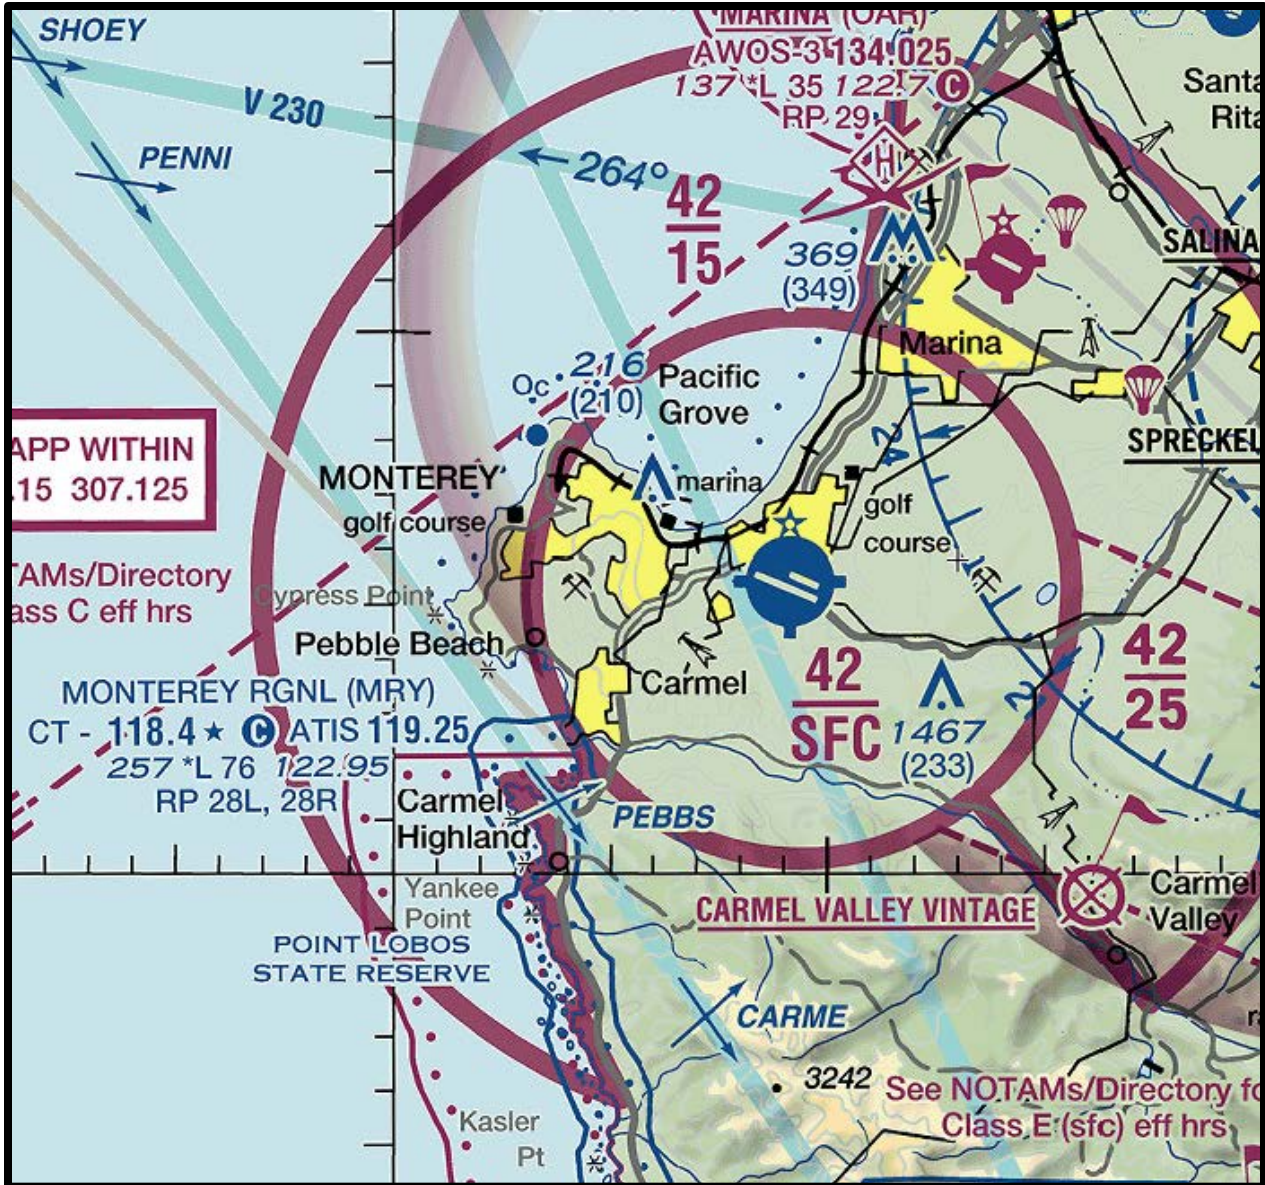 SHOEY
V 230
PENNI
264°
MARINA (OAR)
AWOS-3 134.025
137 *L 35 122.7 C
RP 29
H
Santa
Rita
42
15
369
(349)
SALINA
Marina
216
(210)
Oc
Pacific
Grove
SPRECKEL
APP WITHIN
.15 307.125
MONTEREY
golf course
marina
golf
course
TAMs/Directory
ass C eff hrs
Cypress Point
Pebble Beach
Carmel
MONTEREY RGNL (MRY)
CT - 118.4 ★ C ATIS 119.25
257 *L 76 122.95
RP 28L, 28R
42
SFC
1467
(233)
42
25
24
21
Carmel
Highland
PEBBS
Yankee
Point
POINT LOBOS
STATE RESERVE
CARMEL VALLEY VINTAGE
Carmel
Valley
CARME
3242
See NOTAMs/Directory fo
Class E (sfc) eff hrs
Kasler
Pt